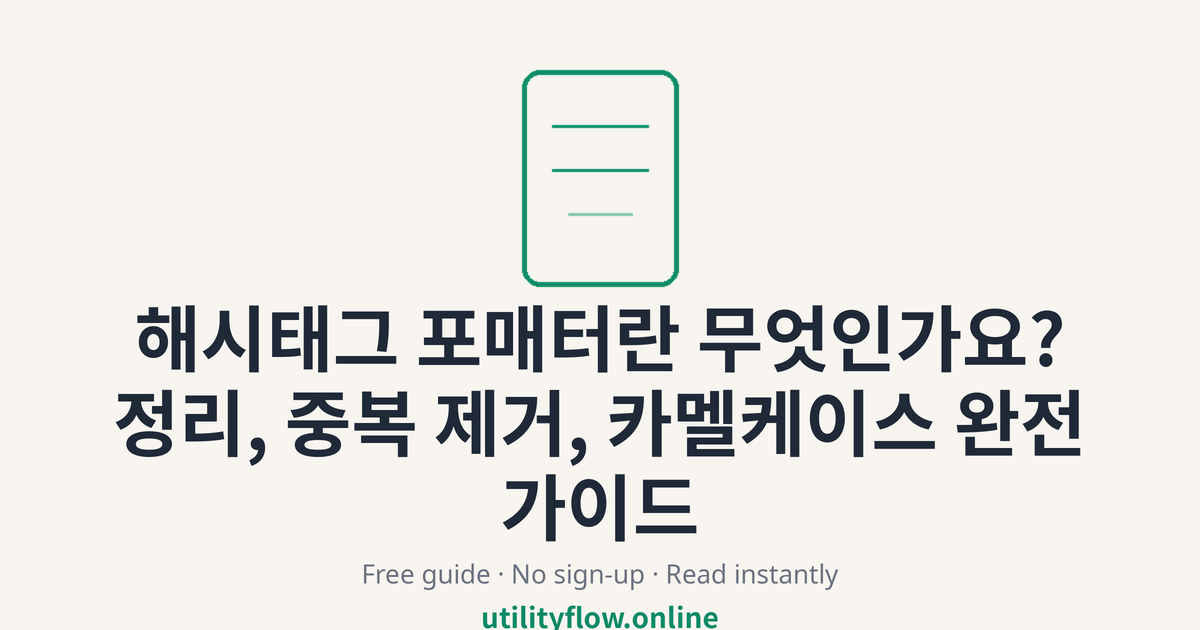 해시태그 포매터란 무엇인가요?
정리, 중복 제거, 카멜케이스 완전
가이드
Free guide · No sign-up · Read instantly
utilityflow.online